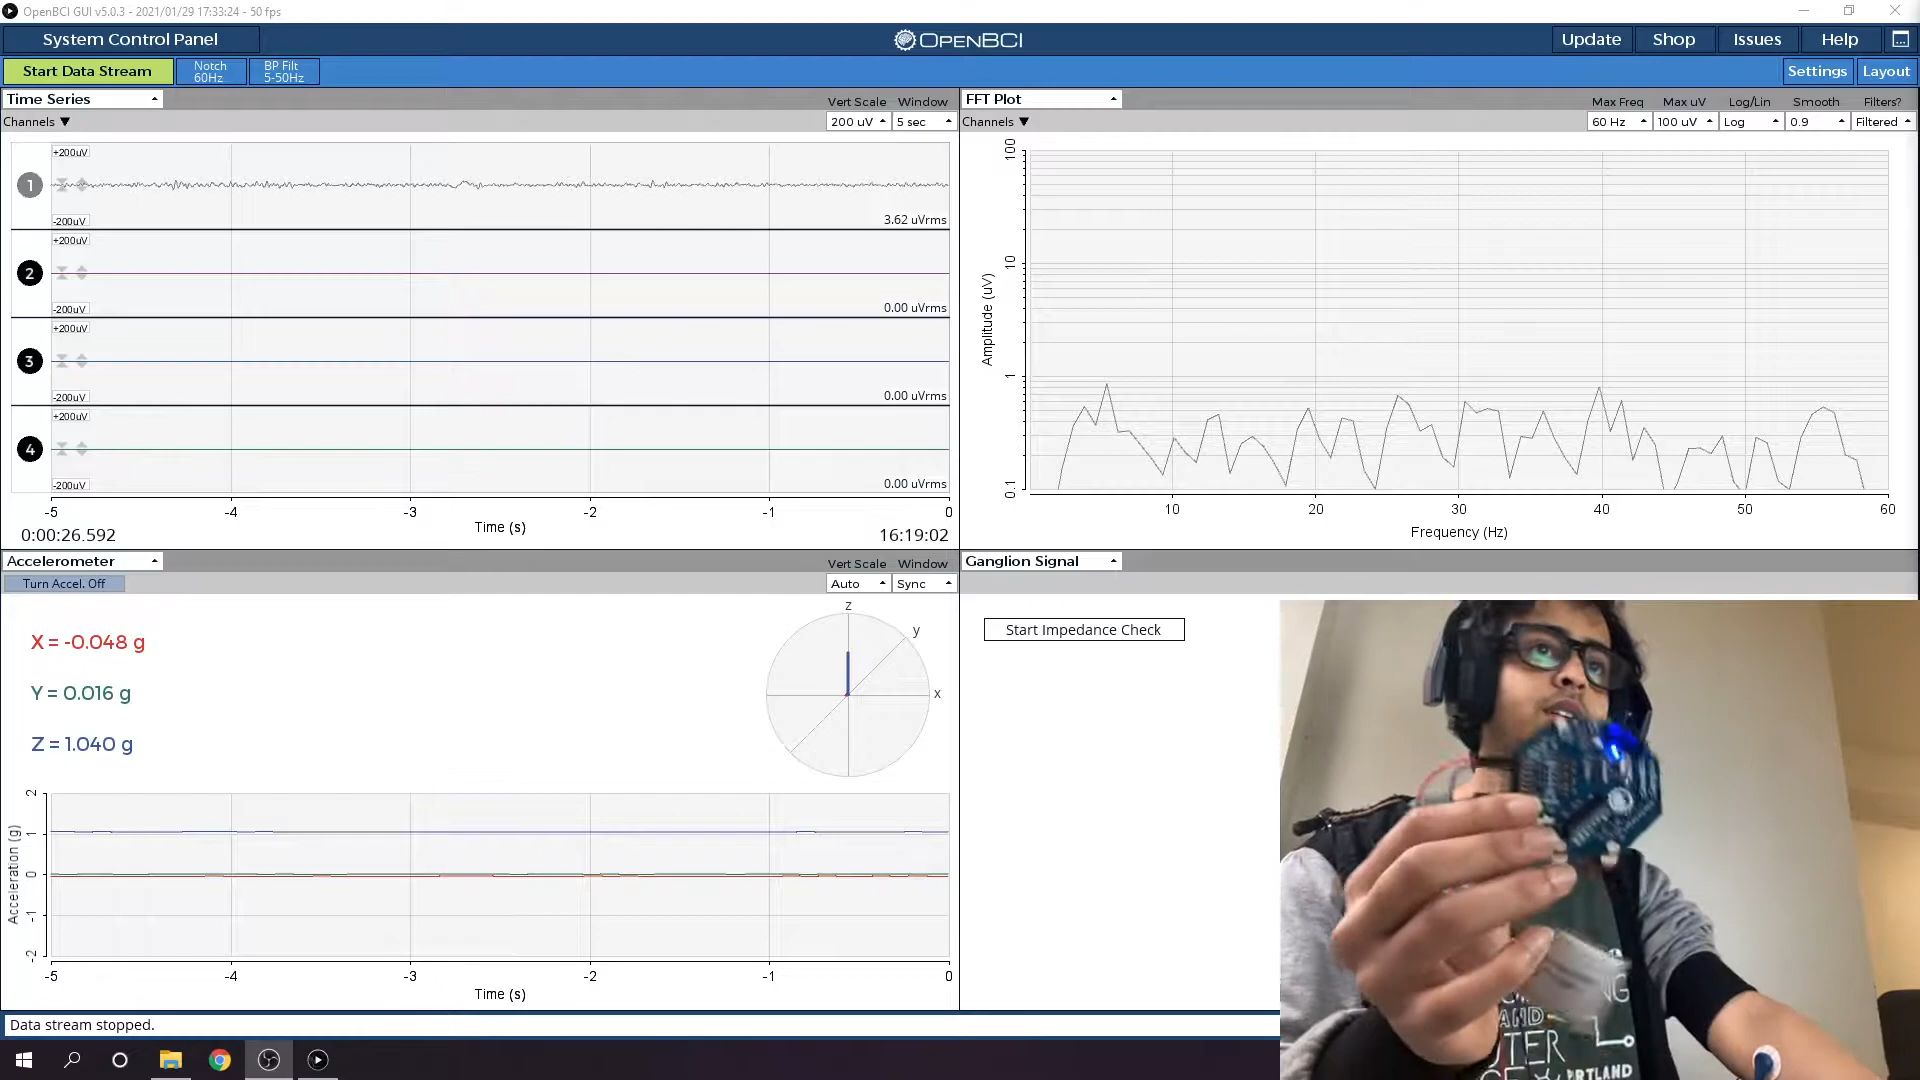 OpenBCI GUI v5.0.3 - 2021/01/29 17:33:24 - 50 fps
System Control Panel
OPENBCI
Update
Shop
Issues
Help
Start Data Stream
Notch
60Hz
BP Filt
5-50Hz
Settings
Layout
Time Series
Vert Scale
Window
Channels
200 uV
5 sec
1
+200uV
-200uV
3.62 uVrms
2
+200uV
-200uV
0.00 uVrms
3
+200uV
-200uV
0.00 uVrms
4
+200uV
-200uV
0.00 uVrms
-5
-4
-3
-2
-1
0
Time (s)
0:00:26.592
16:19:02
FFT Plot
Max Freq
Max uV
Log/Lin
Smooth
Filters?
Channels
60 Hz
100 uV
Log
0.9
Filtered
100
10
1
0.1
Amplitude (uV)
10
20
30
40
50
60
Frequency (Hz)
Accelerometer
Vert Scale
Window
Turn Accel. Off
Auto
Sync
X = -0.048 g
Y = 0.016 g
Z = 1.040 g
z
y
x
2
1
0
-1
-2
Acceleration (g)
-5
-4
-3
-2
-1
0
Time (s)
Ganglion Signal
Start Impedance Check
AND
UTER
RTLAND
Data stream stopped.